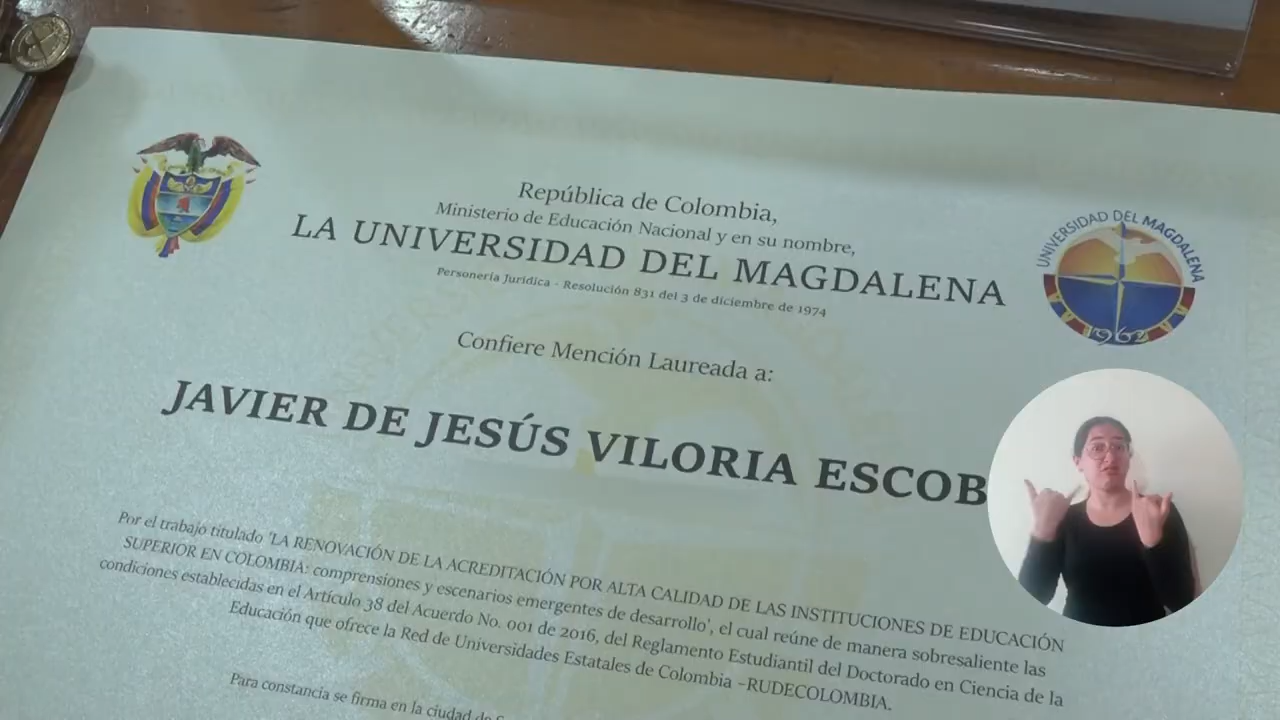 República de Colombia,
Ministerio de Educación Nacional y en su nombre,
LA UNIVERSIDAD DEL MAGDALENA
Personería Jurídica - Resolución 831 del 3 de diciembre de 1974
UNIVERSIDAD DEL MAGDALENA
1962
Confiere Mención Laureada a:
JAVIER DE JESÚS VILORIA ESCOB
Por el trabajo titulado 'LA RENOVACIÓN DE LA ACREDITACIÓN POR ALTA CALIDAD DE LAS INSTITUCIONES DE EDUCACIÓN
SUPERIOR EN COLOMBIA: comprensiones y escenarios emergentes de desarrollo', el cual reúne de manera sobresaliente las
condiciones establecidas en el Artículo 38 del Acuerdo No. 001 de 2016, del Reglamento Estudiantil del Doctorado en Ciencia de la
Educación que ofrece la Red de Universidades Estatales de Colombia –RUDECOLOMBIA.
Para constancia se firma en la ciudad de